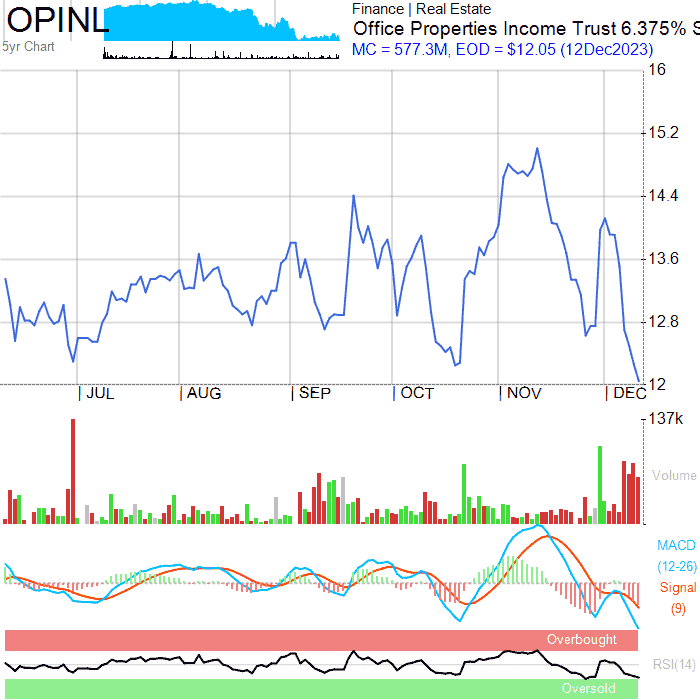 OPINL
5yr Chart
Finance | Real Estate
Office Properties Income Trust 6.375% S
MC = 577.3M, EOD = $12.05 (12Dec2023)
16
15.2
14.4
13.6
12.8
12
| JUL | AUG | SEP | OCT | NOV | DEC
137k
Volume
MACD
(12-26)
Signal
(9)
Overbought
RSI(14)
Oversold